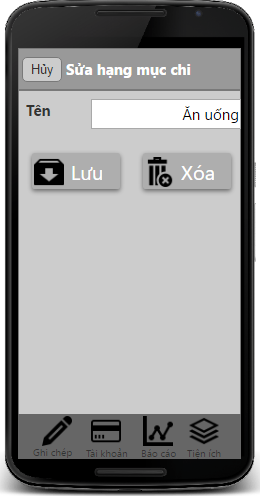 Hủy Sửa hạng mục chi
Tên Ăn uống
Lưu Xóa
Ghi chép Tài khoản Báo cáo Tiện ích